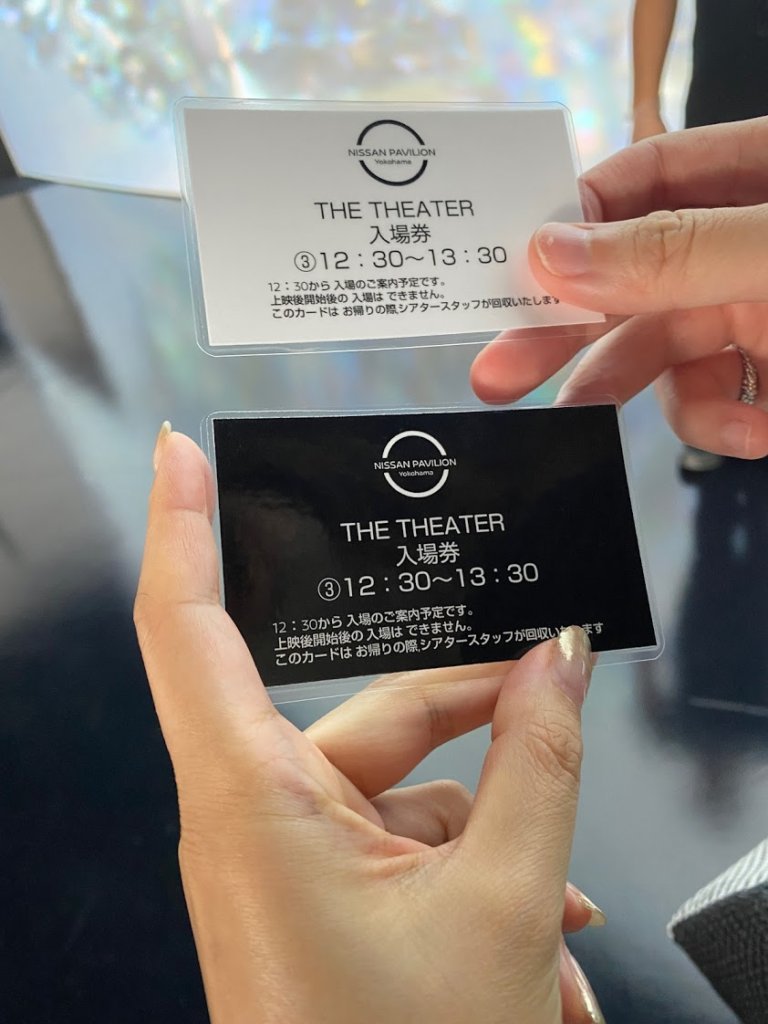 NISSAN PAVILION
Yokohama
THE THEATER
入場券
③12：30〜13：30
12：30から 入場のご案内予定です。
上映後開始後の 入場は できません。
このカードは お帰りの際,シアタースタッフが回収いたします
NISSAN PAVILION
Yokohama
THE THEATER
入場券
③12：30〜13：30
12：30から 入場のご案内予定です。
上映後開始後の 入場は できません。
このカードは お帰りの際,シアタースタッフが回収いたします